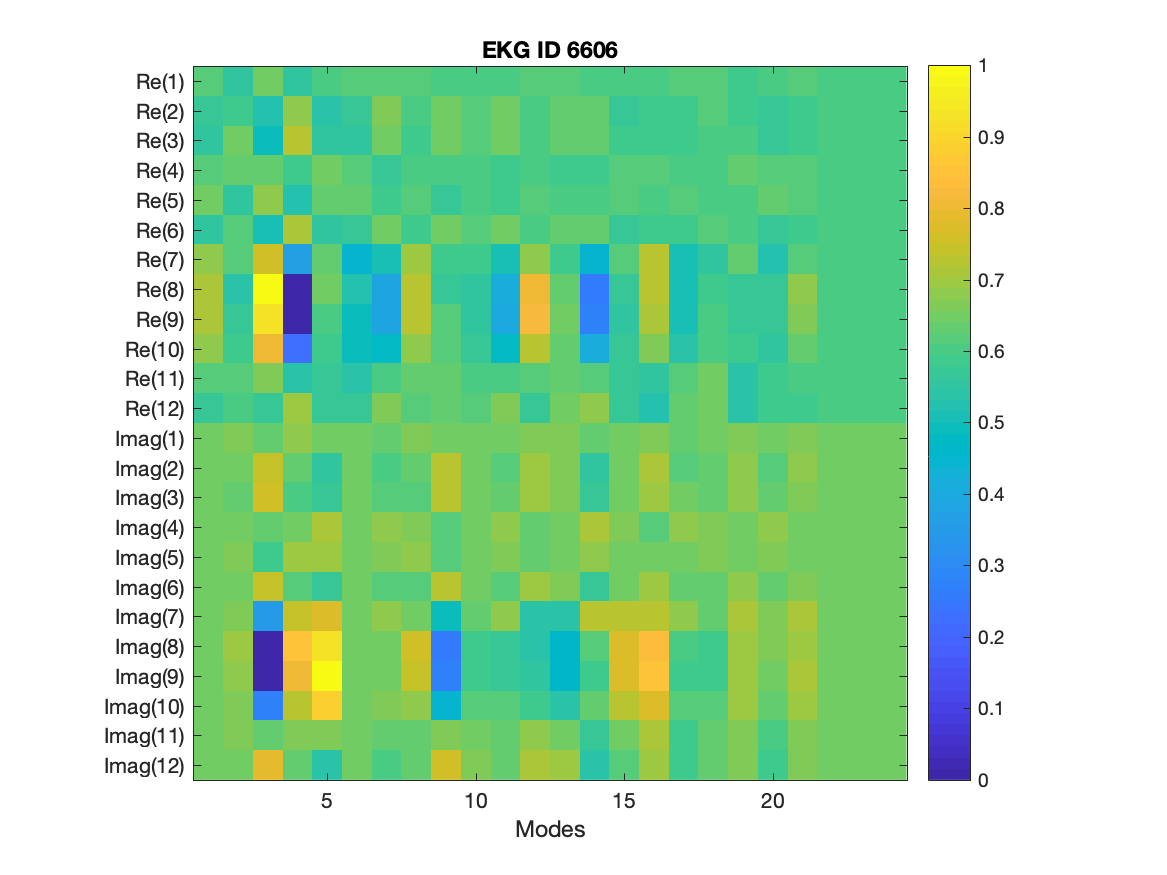 EKG ID 6606
Re(1)
Re(2)
Re(3)
Re(4)
Re(5)
Re(6)
Re(7)
Re(8)
Re(9)
Re(10)
Re(11)
Re(12)
Imag(1)
Imag(2)
Imag(3)
Imag(4)
Imag(5)
Imag(6)
Imag(7)
Imag(8)
Imag(9)
Imag(10)
Imag(11)
Imag(12)
5 10 15 20
Modes
1
0.9
0.8
0.7
0.6
0.5
0.4
0.3
0.2
0.1
0